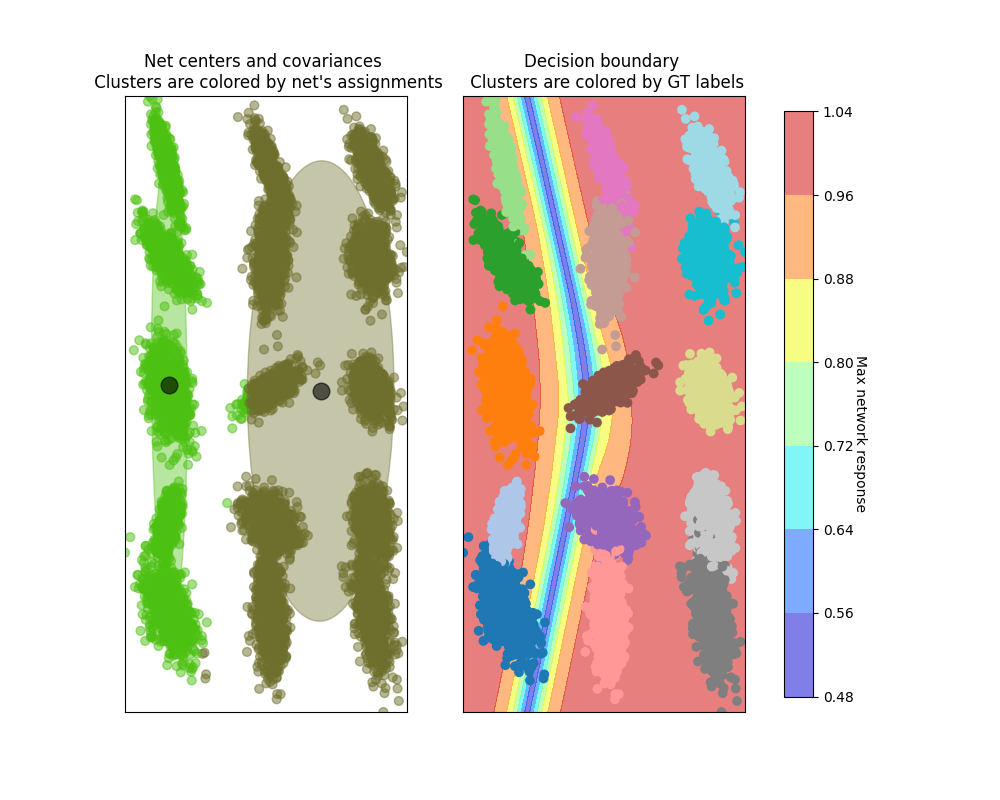 Net centers and covariances
Clusters are colored by net's assignments
Decision boundary
Clusters are colored by GT labels
1.04
0.96
0.88
0.80
0.72
0.64
0.56
0.48
Max network response